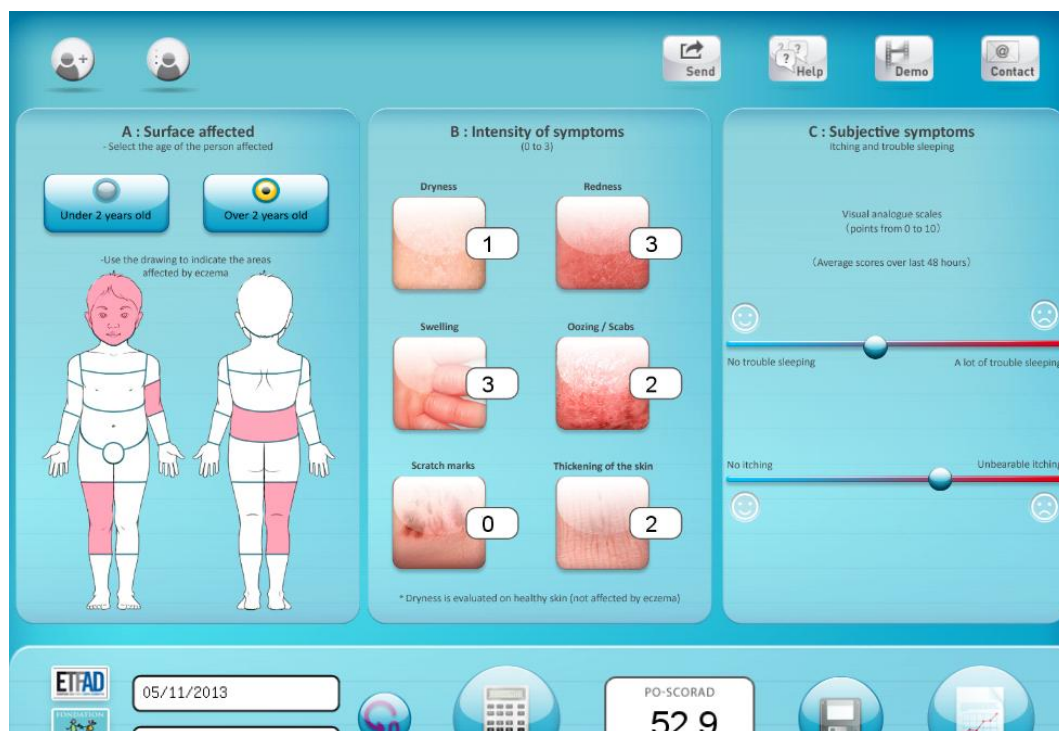 Send
Help
Demo
@
Contact
A : Surface affected
- Select the age of the person affected
Under 2 years old
Over 2 years old
-Use the drawing to indicate the areas
affected by eczema
B : Intensity of symptoms
(0 to 3)
Dryness
1
Redness
3
Swelling
3
Oozing / Scabs
2
Scratch marks
0
Thickening of the skin
2
* Dryness is evaluated on healthy skin (not affected by eczema)
C : Subjective symptoms
Itching and trouble sleeping
Visual analogue scales
(points from 0 to 10)
(Average scores over last 48 hours)
No trouble sleeping
A lot of trouble sleeping
No itching
Unbearable itching
ETFAD
FONDATION
05/11/2013
PO-SCORAD
52.9